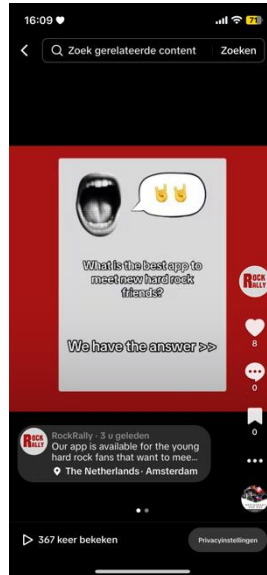 16:09
71
Zoek gerelateerde content
Zoeken
What is the best app to
meet new hard rock
friends?
We have the answer >>
ROCK
RALLY
8
0
0
ROCK
RALLY
RockRally · 3 u geleden
Our app is available for the young
hard rock fans that want to mee...
The Netherlands · Amsterdam
367 keer bekeken
Privacyinstellingen